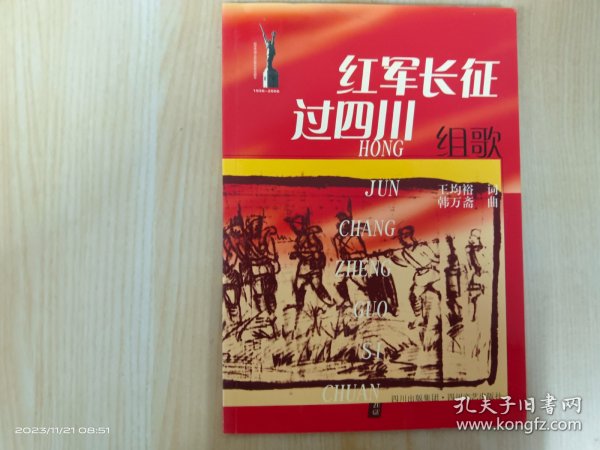 1936-2006
红军长征
过四川
组歌
王均裕 词
韩万斋 曲
HONG
JUN
CHANG
ZHENG
GUO
SI
CHUAN
四川出版集团·四川
2023/11/21 08:51
孔夫子旧书网
www.kongfz.com